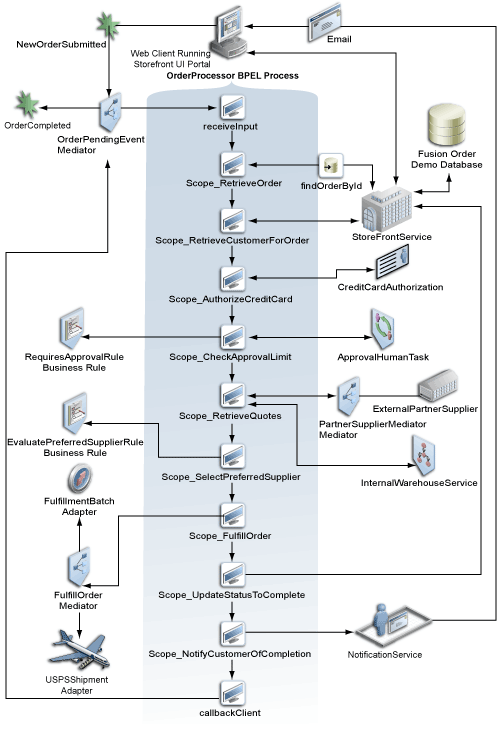 NewOrderSubmitted
Web Client Running
Storefront UI Portal
Email
OrderProcessor BPEL Process
OrderCompleted
OrderPendingEvent
Mediator
receiveInput
Fusion Order
Demo Database
Scope_RetrieveOrder
findOrderById
StoreFrontService
Scope_RetrieveCustomerForOrder
CreditCardAuthorization
Scope_AuthorizeCreditCard
RequiresApprovalRule
Business Rule
Scope_CheckApprovalLimit
ApprovalHumanTask
Scope_RetrieveQuotes
PartnerSupplierMediator
Mediator
ExternalPartnerSupplier
EvaluatePreferredSupplierRule
Business Rule
Scope_SelectPreferredSupplier
InternalWarehouseService
FulfillmentBatch
Adapter
Scope_FulfillOrder
FulfillOrder
Mediator
Scope_UpdateStatusToComplete
USPSShipment
Adapter
Scope_NotifyCustomerOfCompletion
NotificationService
callbackClient